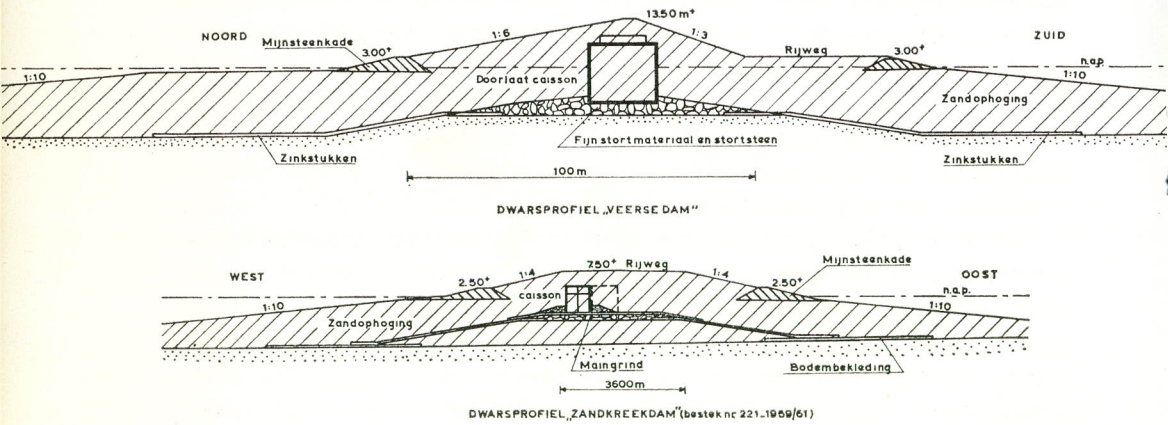 13.50 m⁺
NOORD
Mijnsteenkade
3.00⁺
1:6
1:3
Rijweg
3.00⁺
ZUID
n.a.p.
1:10
Doorlaat caisson
1:10
Zandophoging
Zinkstukken
Fijn stortmateriaal en stortsteen
Zinkstukken
100 m
DWARSPROFIEL „VEERSE DAM"
WEST
2.50⁺
1:4
7.50⁺ Rijweg
1:4
2.50⁺
Mijnsteenkade
OOST
n.a.p.
1:10
caisson
1:10
Zandophoging
Maingrind
Bodembekleding
3600m
DWARSPROFIEL „ZANDKREEKDAM" (bestek nr 221-1959/61)